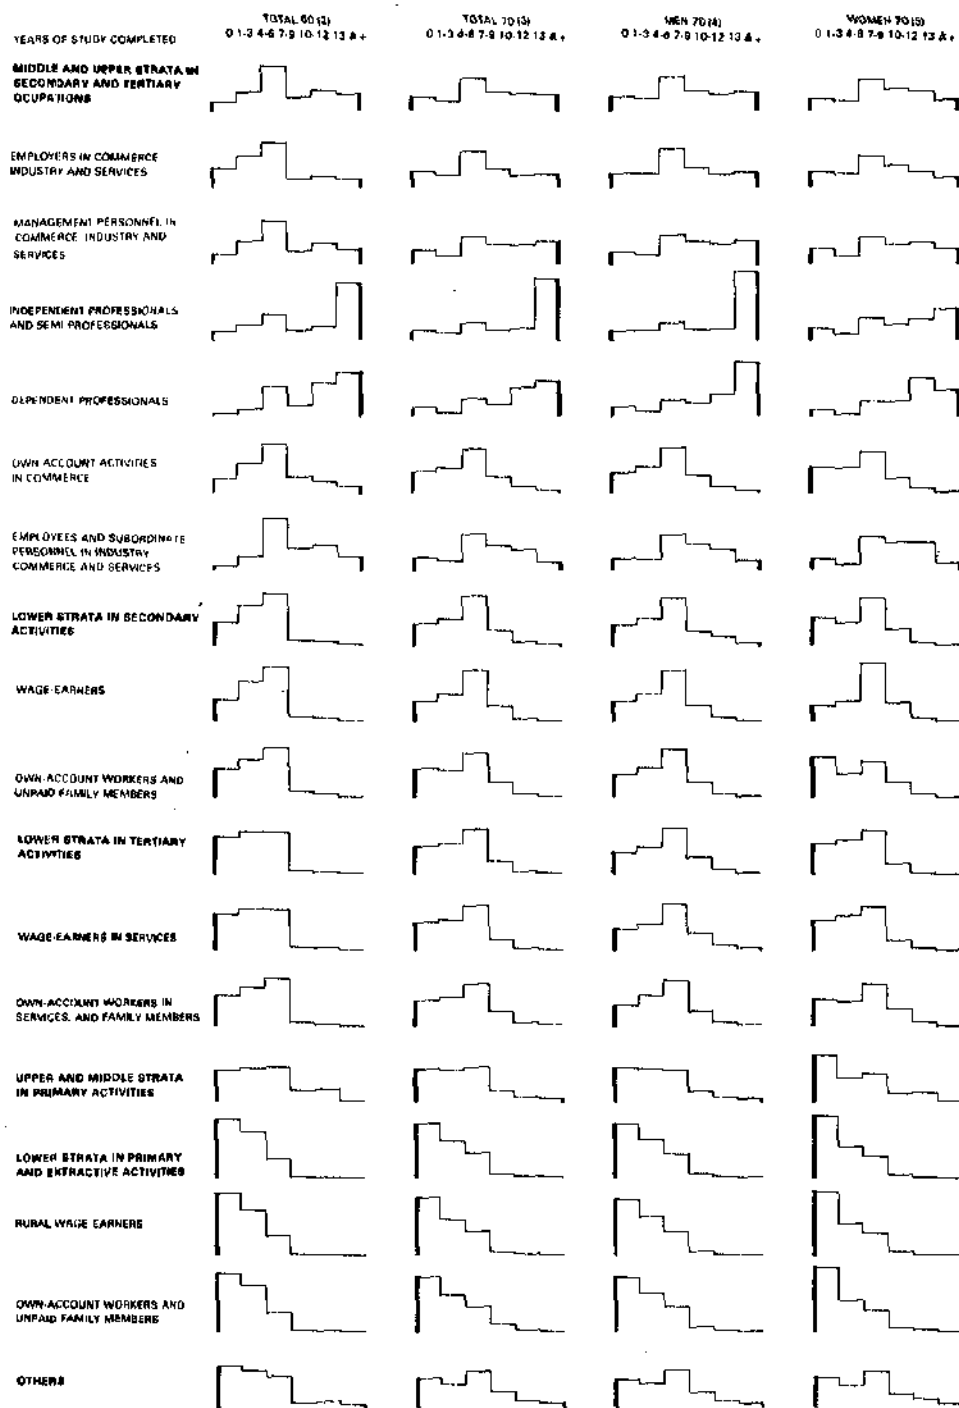 TOTAL 60 (3) TOTAL 70 (3) MEN 70 (4) WOMEN 70 (5)
YEARS OF STUDY COMPLETED 0 1-3 4-6 7-9 10-12 13 & + 0 1-3 4-6 7-9 10-12 13 & + 0 1-3 4-6 7-9 10-12 13 & + 0 1-3 4-6 7-9 10-12 13 & +
MIDDLE AND UPPER STRATA IN
SECONDARY AND TERTIARY
OCUPATIONS
EMPLOYERS IN COMMERCE
INDUSTRY AND SERVICES
MANAGEMENT PERSONNEL IN
COMMERCE INDUSTRY AND
SERVICES
INDEPENDENT PROFESSIONALS
AND SEMI PROFESSIONALS
DEPENDENT PROFESSIONALS
OWN ACCOUNT ACTIVITIES
IN COMMERCE
EMPLOYEES AND SUBORDINATE
PERSONNEL IN INDUSTRY
COMMERCE AND SERVICES
LOWER STRATA IN SECONDARY
ACTIVITIES
WAGE-EARNERS
OWN-ACCOUNT WORKERS AND
UNPAID FAMILY MEMBERS
LOWER STRATA IN TERTIARY
ACTIVITIES
WAGE-EARNERS IN SERVICES
OWN-ACCOUNT WORKERS IN
SERVICES, AND FAMILY MEMBERS
UPPER AND MIDDLE STRATA
IN PRIMARY ACTIVITIES
LOWER STRATA IN PRIMARY
AND EXTRACTIVE ACTIVITIES
RURAL WAGE EARNERS
OWN-ACCOUNT WORKERS AND
UNPAID FAMILY MEMBERS
OTHERS